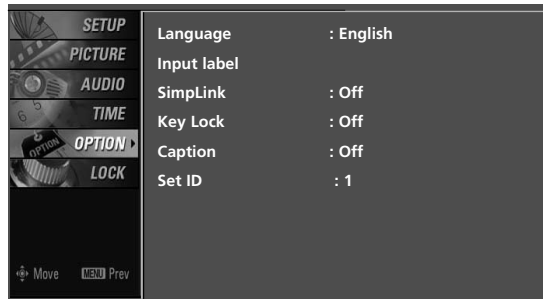 SETUP
PICTURE
AUDIO
TIME
OPTION
OPTION
LOCK
Move MENU Prev
Language : English
Input label
SimpLink : Off
Key Lock : Off
Caption : Off
Set ID : 1